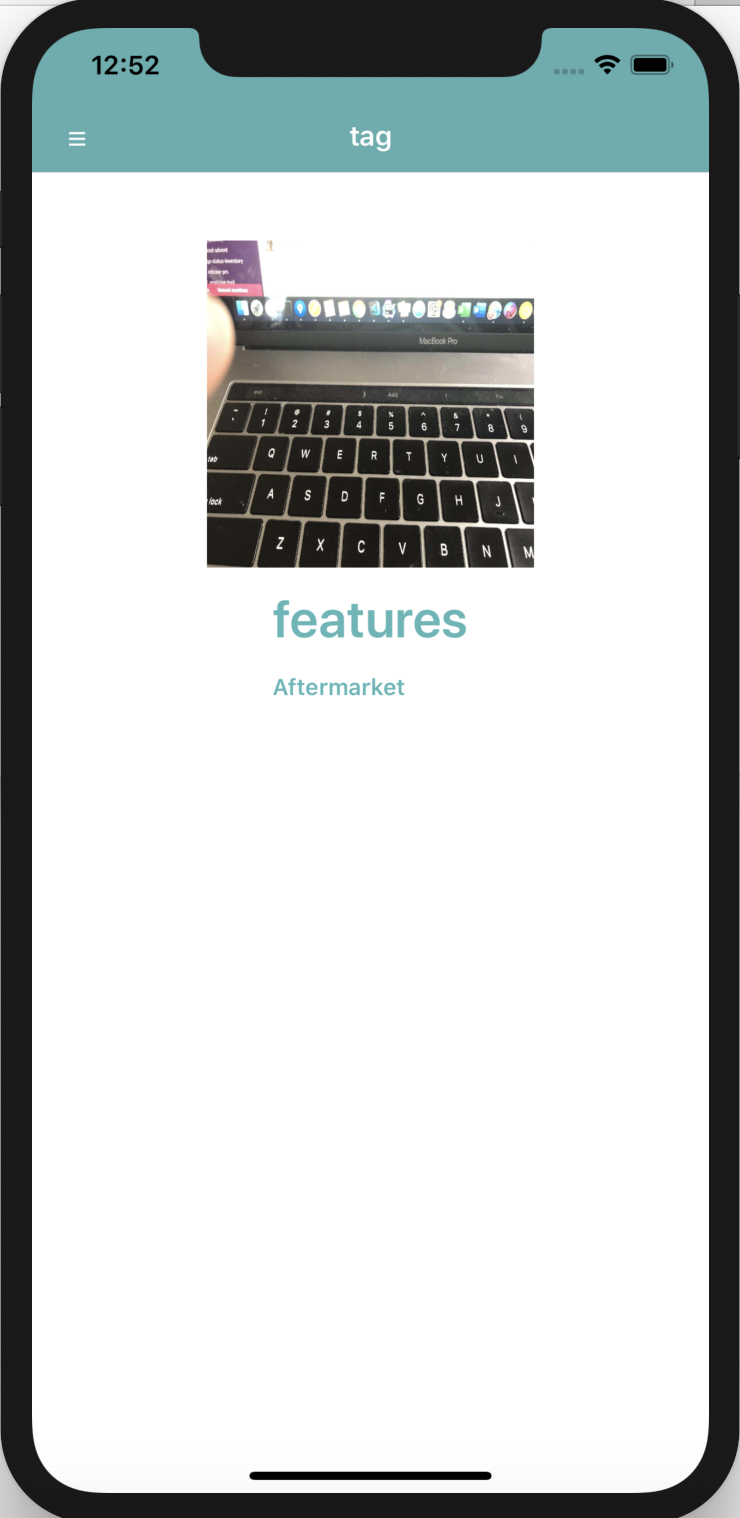 12:52
≡ tag
MacBook Pro
esc
~ ! @ # $ % ^ & * (
` 1 2 3 4 5 6 7 8 9
tab Q W E R T Y U I
lock A S D F G H J
Z X C V B N M
features
Aftermarket